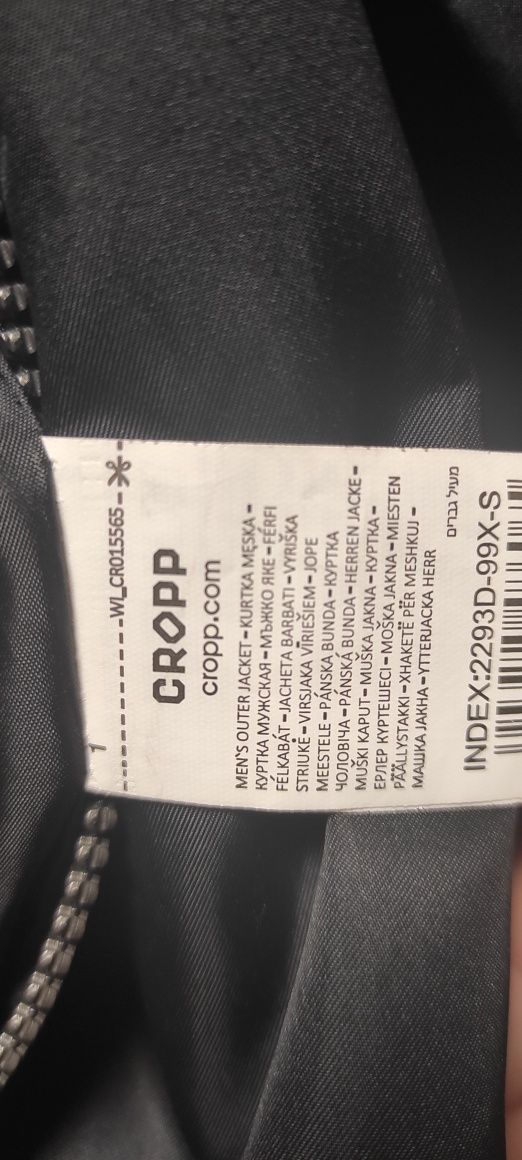 1 WL_CR015565
CROPP
cropp.com
MEN'S OUTER JACKET-KURTKA MĘSKA-
КУРТКА МУЖСКАЯ-МЪЖКО ЯКЕ-FÉRFI
FÉLKABÁT-JACHETA BARBATI-VYRIŠKA
STRIUKĖ-VIRSJAKA VĪRIEŠIEM-JOPE
MEESTELE-PÁNSKA BUNDA-КУРТКА
ЧОЛОВІЧА-PÁNSKÁ BUNDA-HERREN JACKE-
MUŠKI KAPUT-MUŠKA JAKNA-КУРТКА-
ЕРЛЕР КУРТЕШЕСІ-MOŠKA JAKNA-MIESTEN
PÄÄLLYSTAKKI-XHAKETË PËR MESHKUJ-
МАШКА ЈАКНА-YTTERJACKA HERR
מעיל גברים
INDEX:2293D-99X-S